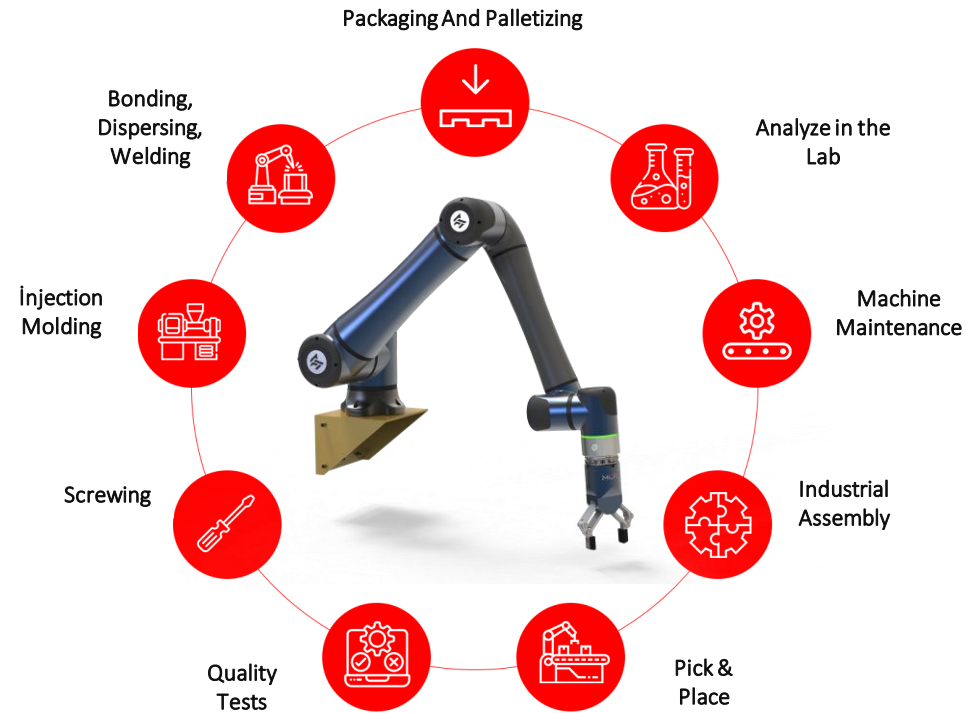 Packaging And Palletizing
Bonding,
Dispersing,
Welding
Analyze in the
Lab
İnjection
Molding
Machine
Maintenance
Screwing
Industrial
Assembly
Quality
Tests
Pick &
Place